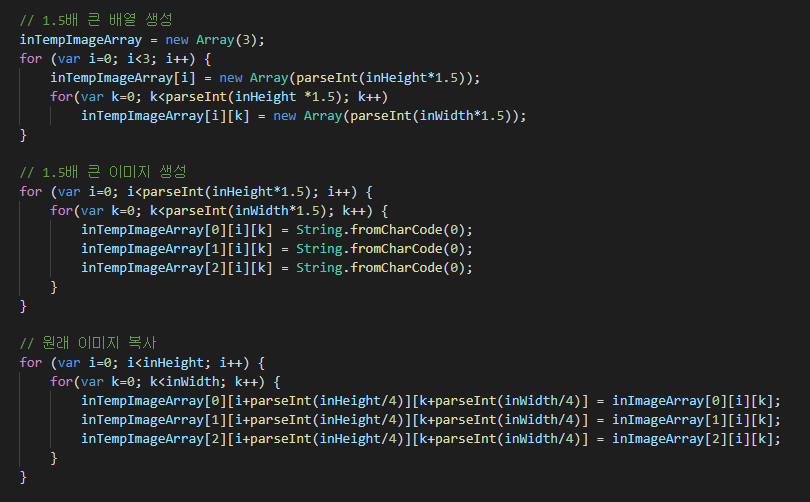 // 1.5배 큰 배열 생성
inTempImageArray = new Array(3);
for (var i=0; i<3; i++) {
    inTempImageArray[i] = new Array(parseInt(inHeight*1.5));
    for(var k=0; k<parseInt(inHeight *1.5); k++)
        inTempImageArray[i][k] = new Array(parseInt(inWidth*1.5));
}

// 1.5배 큰 이미지 생성
for (var i=0; i<parseInt(inHeight*1.5); i++) {
    for(var k=0; k<parseInt(inWidth*1.5); k++) {
        inTempImageArray[0][i][k] = String.fromCharCode(0);
        inTempImageArray[1][i][k] = String.fromCharCode(0);
        inTempImageArray[2][i][k] = String.fromCharCode(0);
    }
}

// 원래 이미지 복사
for (var i=0; i<inHeight; i++) {
    for(var k=0; k<inWidth; k++) {
        inTempImageArray[0][i+parseInt(inHeight/4)][k+parseInt(inWidth/4)] = inImageArray[0][i][k];
        inTempImageArray[1][i+parseInt(inHeight/4)][k+parseInt(inWidth/4)] = inImageArray[1][i][k];
        inTempImageArray[2][i+parseInt(inHeight/4)][k+parseInt(inWidth/4)] = inImageArray[2][i][k];
    }
}